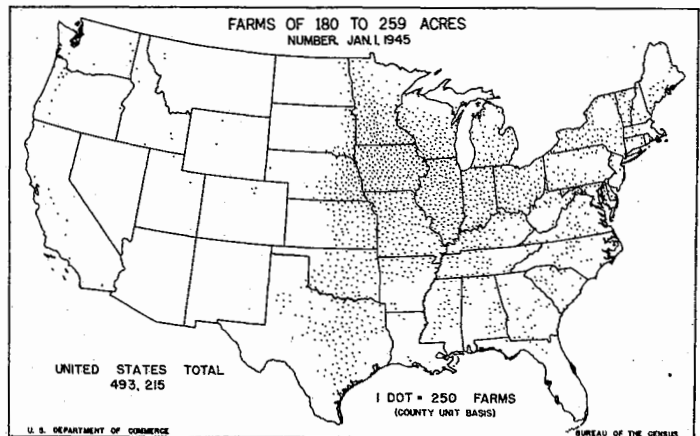 FARMS OF 180 TO 259 ACRES
NUMBER, JAN. 1, 1945
UNITED STATES TOTAL
493, 215
1 DOT = 250 FARMS
(COUNTY UNIT BASIS)
U. S. DEPARTMENT OF COMMERCE
BUREAU OF THE CENSUS